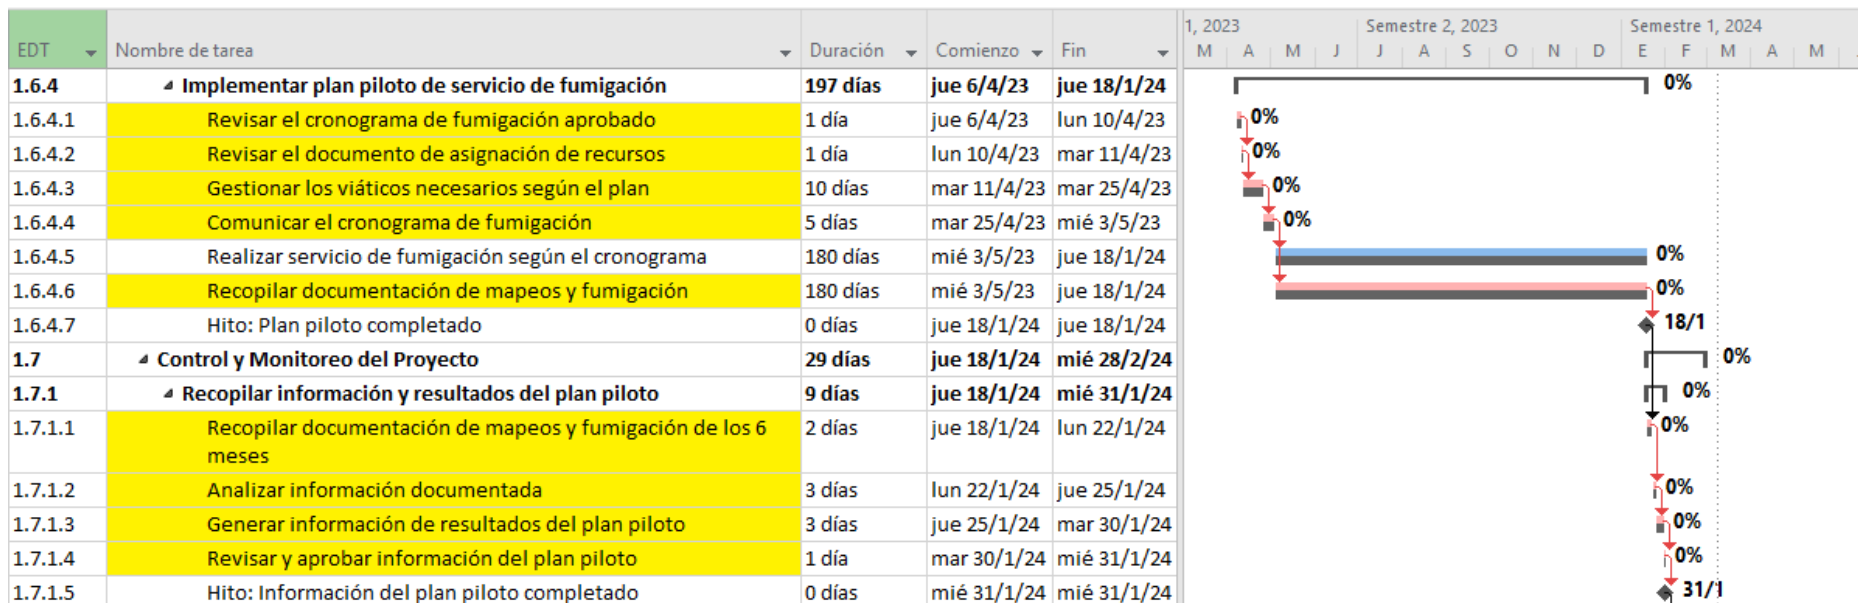 1, 2023 Semestre 2, 2023 Semestre 1, 2024
EDT Nombre de tarea Duración Comienzo Fin M A M J J A S O N D E F M A M
1.6.4 Implementar plan piloto de servicio de fumigación 197 días jue 6/4/23 jue 18/1/24 0%
1.6.4.1 Revisar el cronograma de fumigación aprobado 1 día jue 6/4/23 lun 10/4/23 0%
1.6.4.2 Revisar el documento de asignación de recursos 1 día lun 10/4/23 mar 11/4/23 0%
1.6.4.3 Gestionar los viáticos necesarios según el plan 10 días mar 11/4/23 mar 25/4/23 0%
1.6.4.4 Comunicar el cronograma de fumigación 5 días mar 25/4/23 mié 3/5/23 0%
1.6.4.5 Realizar servicio de fumigación según el cronograma 180 días mié 3/5/23 jue 18/1/24 0%
1.6.4.6 Recopilar documentación de mapeos y fumigación 180 días mié 3/5/23 jue 18/1/24 0%
1.6.4.7 Hito: Plan piloto completado 0 días jue 18/1/24 jue 18/1/24 18/1
1.7 Control y Monitoreo del Proyecto 29 días jue 18/1/24 mié 28/2/24 0%
1.7.1 Recopilar información y resultados del plan piloto 9 días jue 18/1/24 mié 31/1/24 0%
1.7.1.1 Recopilar documentación de mapeos y fumigación de los 6 2 días jue 18/1/24 lun 22/1/24 0%
meses
1.7.1.2 Analizar información documentada 3 días lun 22/1/24 jue 25/1/24 0%
1.7.1.3 Generar información de resultados del plan piloto 3 días jue 25/1/24 mar 30/1/24 0%
1.7.1.4 Revisar y aprobar información del plan piloto 1 día mar 30/1/24 mié 31/1/24 0%
1.7.1.5 Hito: Información del plan piloto completado 0 días mié 31/1/24 mié 31/1/24 31/1